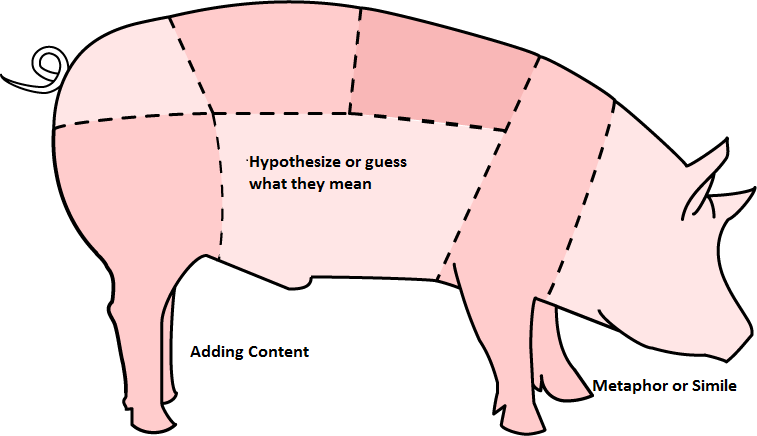 Hypothesize or guess
what they mean
Adding Content
Metaphor or Simile